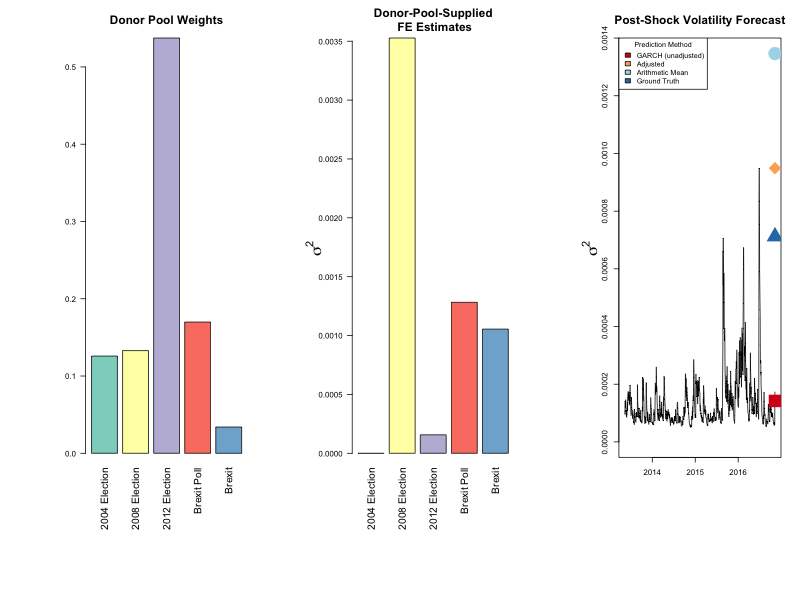 Donor Pool Weights
0.5
0.4
0.3
0.2
0.1
0.0
2004 Election
2008 Election
2012 Election
Brexit Poll
Brexit
Donor-Pool-Supplied
FE Estimates
σ²
0.0035
0.0030
0.0025
0.0020
0.0015
0.0010
0.0005
0.0000
2004 Election
2008 Election
2012 Election
Brexit Poll
Brexit
Post-Shock Volatility Forecast
σ²
0.0014
0.0012
0.0010
0.0008
0.0006
0.0004
0.0002
0.0000
Prediction Method
GARCH (unadjusted)
Adjusted
Arithmetic Mean
Ground Truth
2014
2015
2016